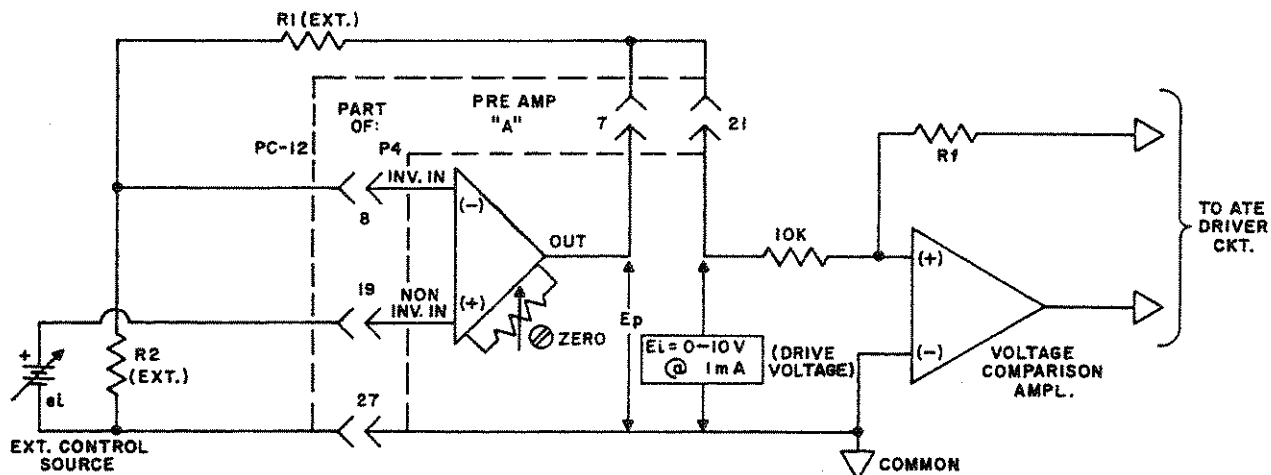 R1 (EXT.)
PART
OF:
PRE AMP
"A"
7
21
PC-12
P4
Rf
INV. IN
(-)
8
TO ATE
DRIVER
CKT.
OUT
10K
(+)
19
NON
INV. IN
(+)
ZERO
Ep
Ei = 0-10V
@ 1mA
(DRIVE
VOLTAGE)
(-)
VOLTAGE
COMPARISON
AMPL.
+
R2
(EXT.)
ei
27
EXT. CONTROL
SOURCE
COMMON